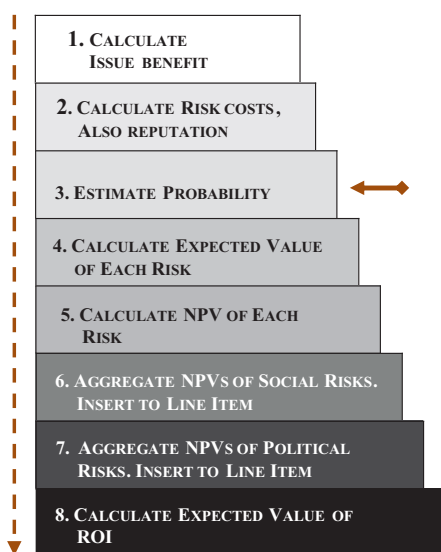 1. CALCULATE
ISSUE BENEFIT
2. CALCULATE RISK COSTS,
ALSO REPUTATION
3. ESTIMATE PROBABILITY
4. CALCULATE EXPECTED VALUE
OF EACH RISK
5. CALCULATE NPV OF EACH
RISK
6. AGGREGATE NPVS OF SOCIAL RISKS.
INSERT TO LINE ITEM
7. AGGREGATE NPVS OF POLITICAL
RISKS. INSERT TO LINE ITEM
8. CALCULATE EXPECTED VALUE OF
ROI